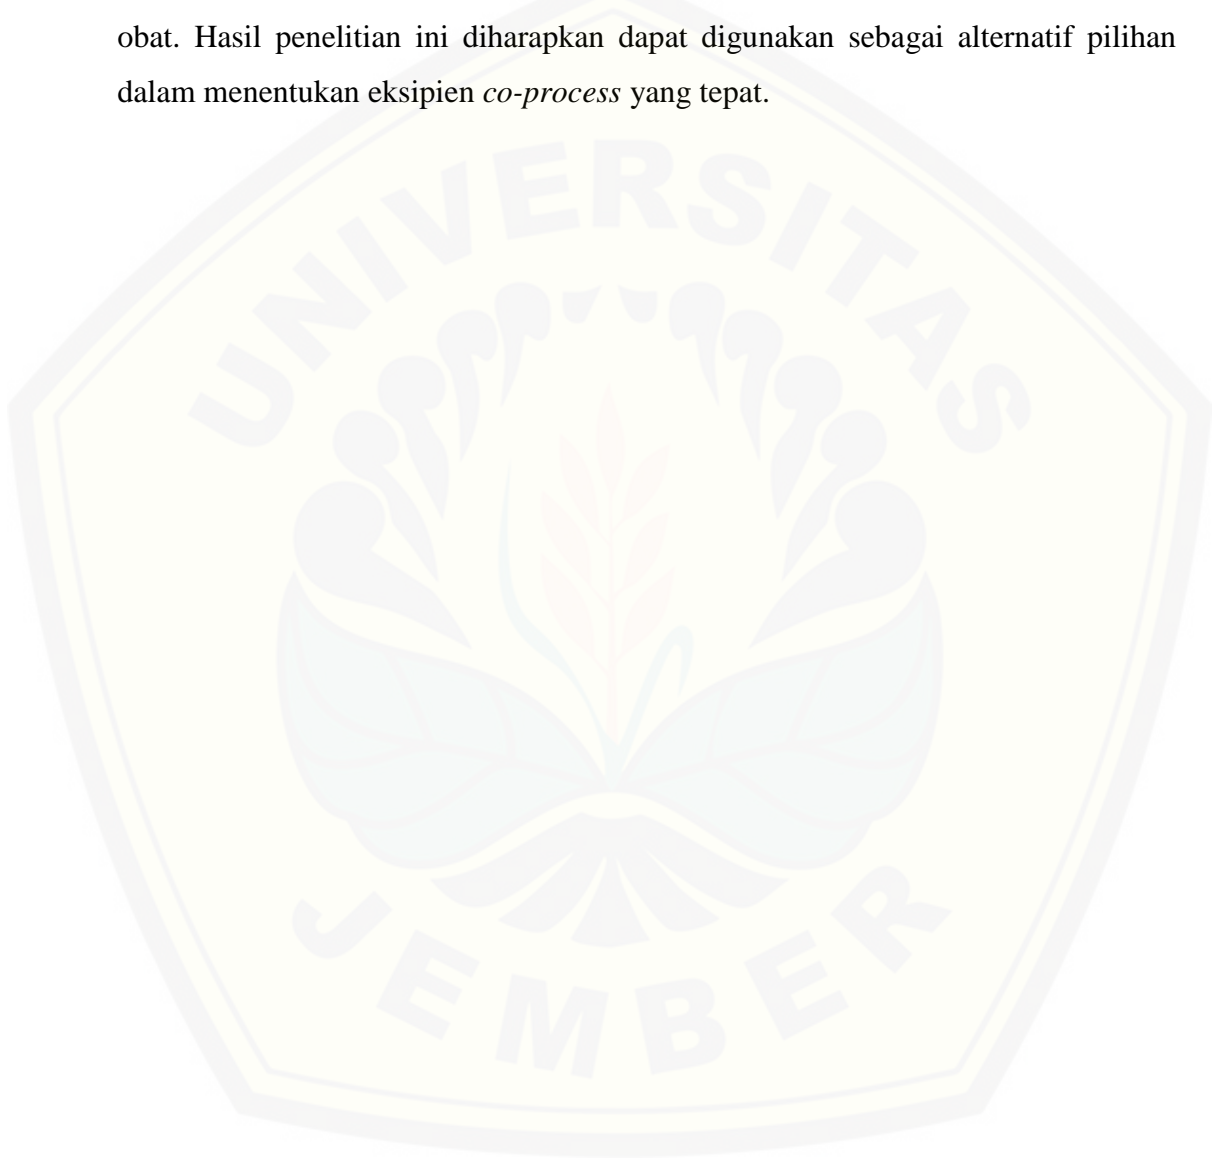 obat. Hasil penelitian ini diharapkan dapat digunakan sebagai alternatif pilihan
dalam menentukan eksipien co-process yang tepat.
UNIVERSITAS
JEMBER